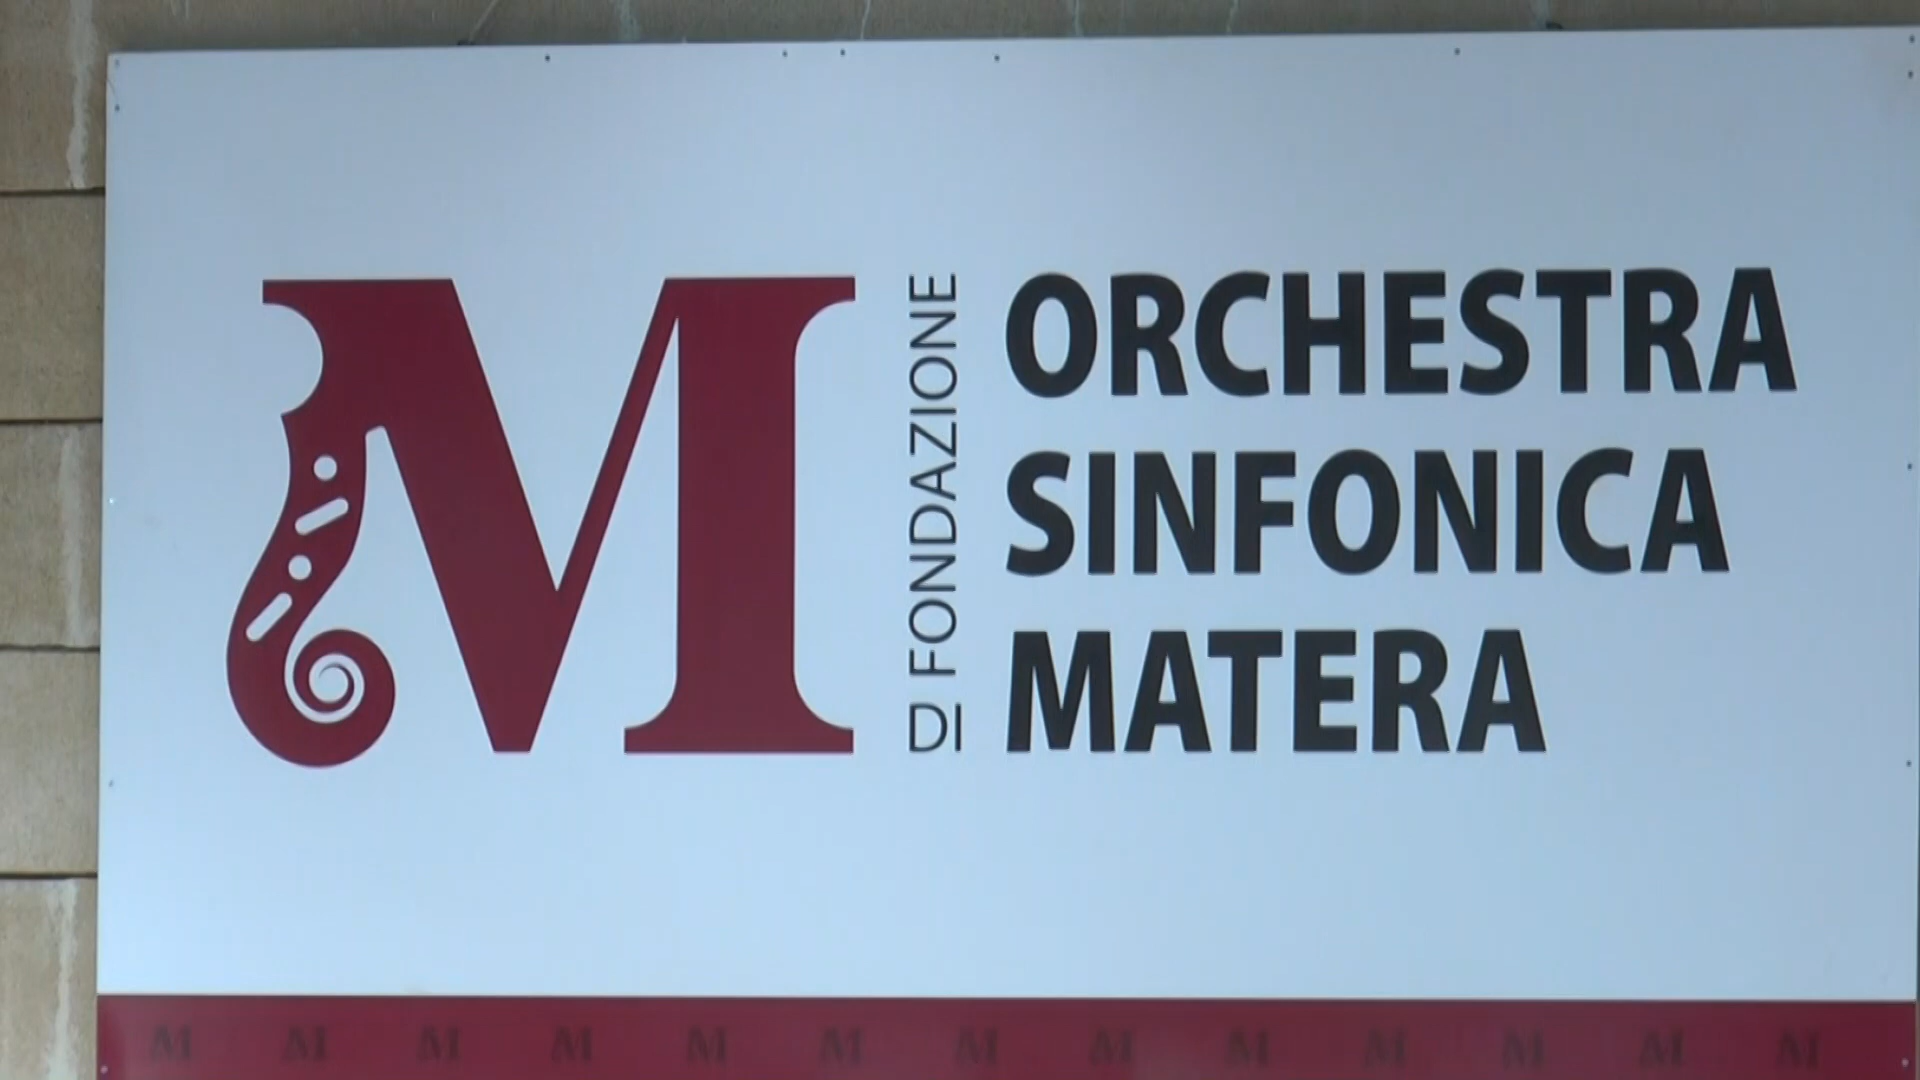 M
DI FONDAZIONE
ORCHESTRA
SINFONICA
MATERA
M M M M M M M M M M M M M